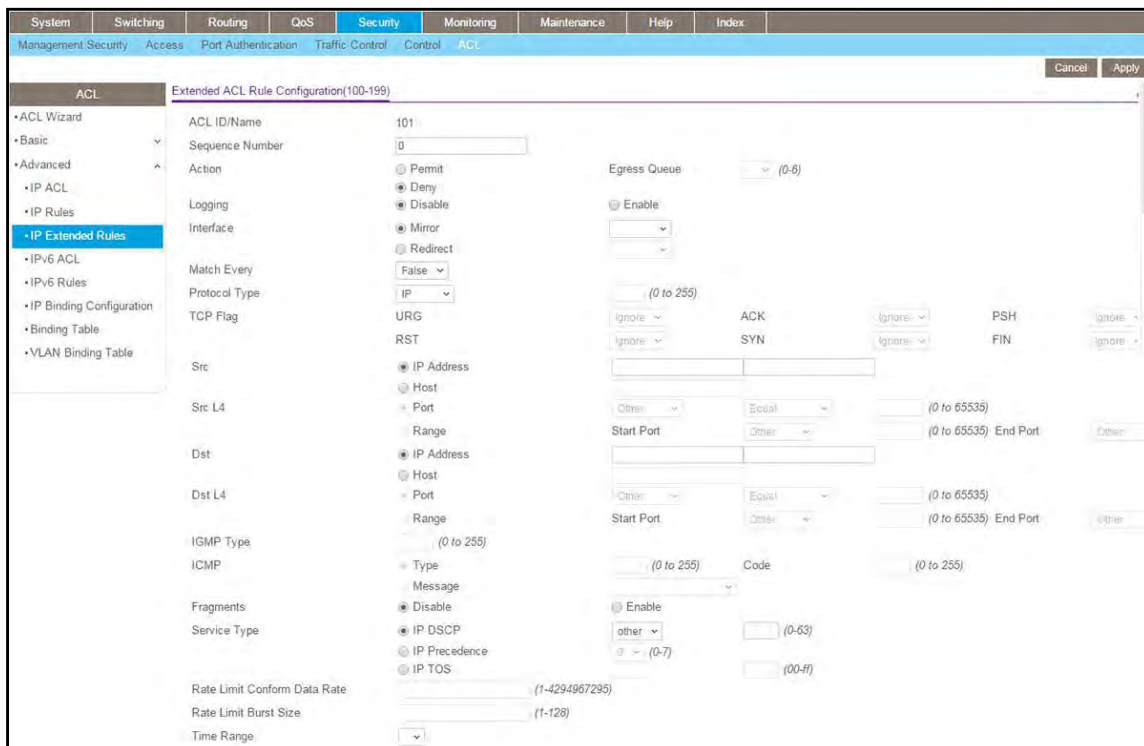 System Switching Routing QoS Security Monitoring Maintenance Help Index
Management Security Access Port Authentication Traffic Control Control ACL
Cancel Apply
ACL
•ACL Wizard
•Basic
•Advanced
•IP ACL
•IP Rules
•IP Extended Rules
•IPv6 ACL
•IPv6 Rules
•IP Binding Configuration
•Binding Table
•VLAN Binding Table
Extended ACL Rule Configuration(100-199)
ACL ID/Name 101
Sequence Number 0
Action Permit Egress Queue (0-6)
Deny
Logging Disable Enable
Interface Mirror
Redirect
Match Every False
Protocol Type IP (0 to 255)
TCP Flag URG Ignore ACK Ignore PSH Ignore
RST Ignore SYN Ignore FIN Ignore
Src IP Address
Host
Src L4 Port Other Equal (0 to 65535)
Range Start Port Other (0 to 65535) End Port Other
Dst IP Address
Host
Dst L4 Port Other Equal (0 to 65535)
Range Start Port Other (0 to 65535) End Port Other
IGMP Type (0 to 255)
ICMP Type (0 to 255) Code (0 to 255)
Message
Fragments Disable Enable
Service Type IP DSCP other (0-63)
IP Precedence (0-7)
IP TOS (00-ff)
Rate Limit Conform Data Rate (1-4294967295)
Rate Limit Burst Size (1-128)
Time Range